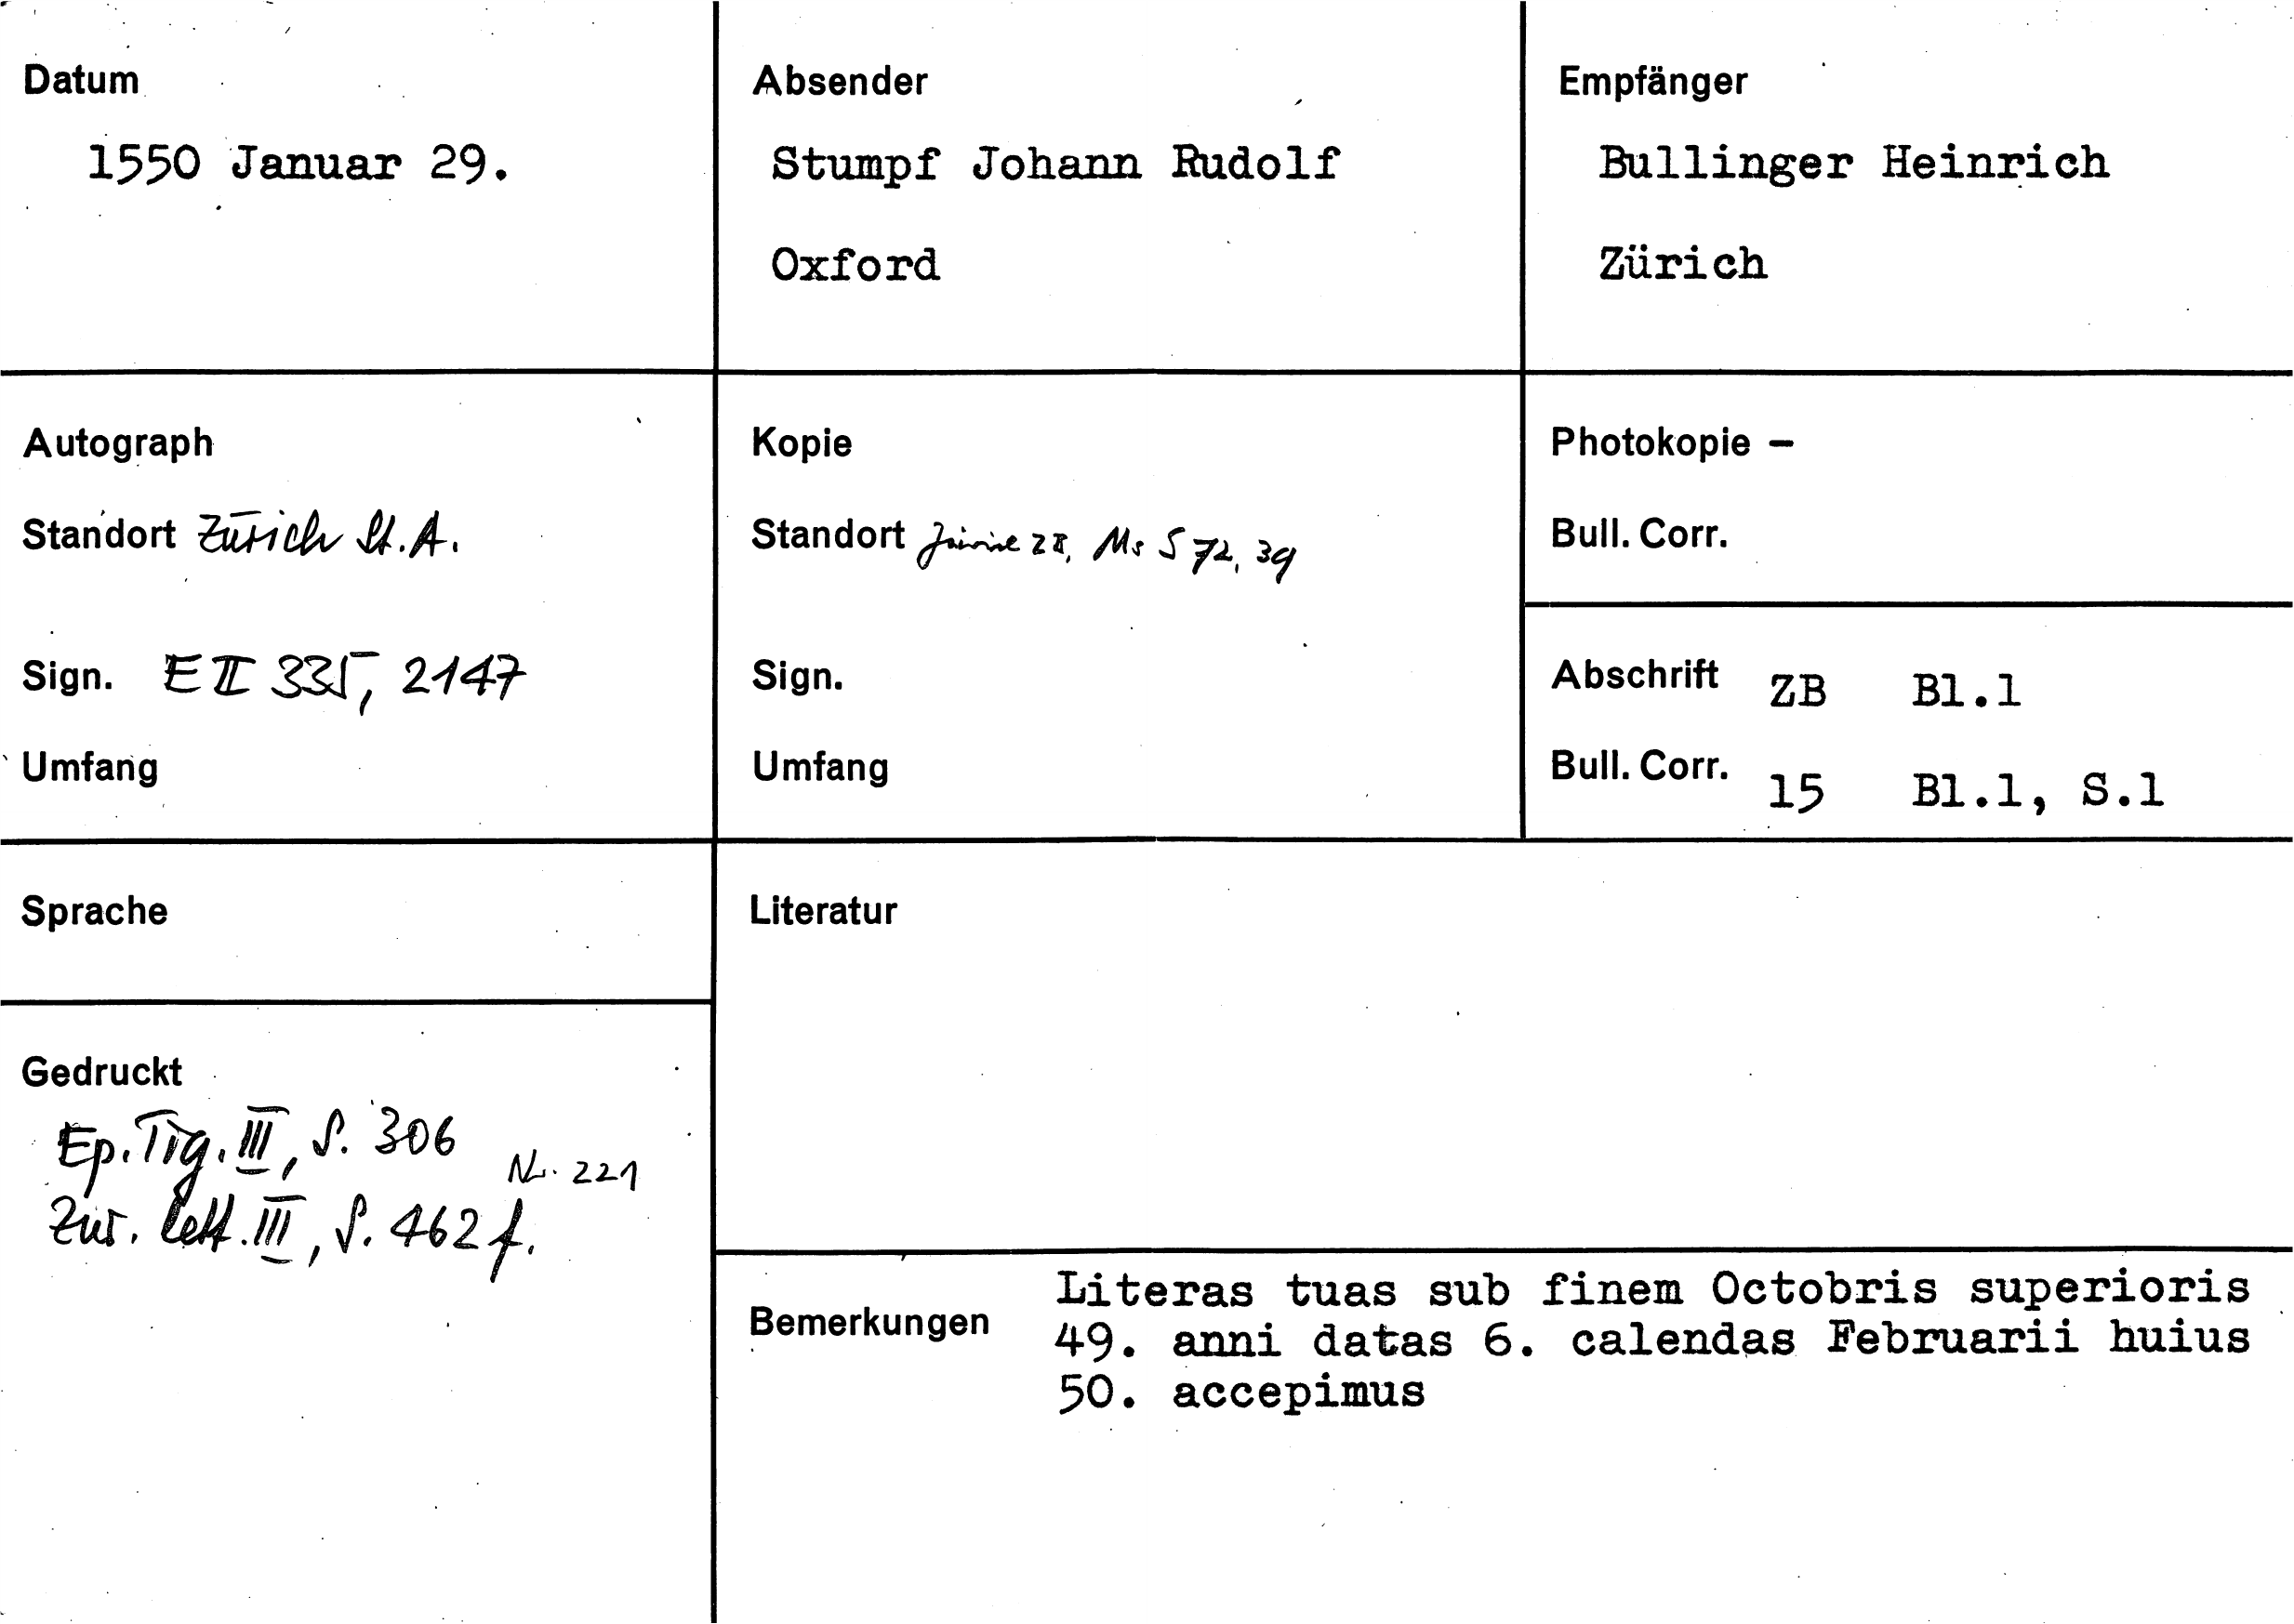 Datum
1550 Januar 29.
Absender
Stumpf Johann Rudolf
Oxford
Empfänger
Bullinger Heinrich
Zürich
Autograph
Standort Zürich St.A.
Sign. E II 335, 2147
Umfang
Kopie
Standort ZB, Ms S 72, 39
Sign.
Umfang
Photokopie —
Bull. Corr.
Abschrift ZB Bl.1
Bull. Corr. 15 Bl.1, S.1
Sprache
Gedruckt
Ep. Tig. III, S. 306
Nr. 221
Zür. lett. III, S. 462 f.
Literatur
Bemerkungen
Literas tuas sub finem Octobris superioris
49. anni datas 6. calendas Februarii huius
50. accepimus